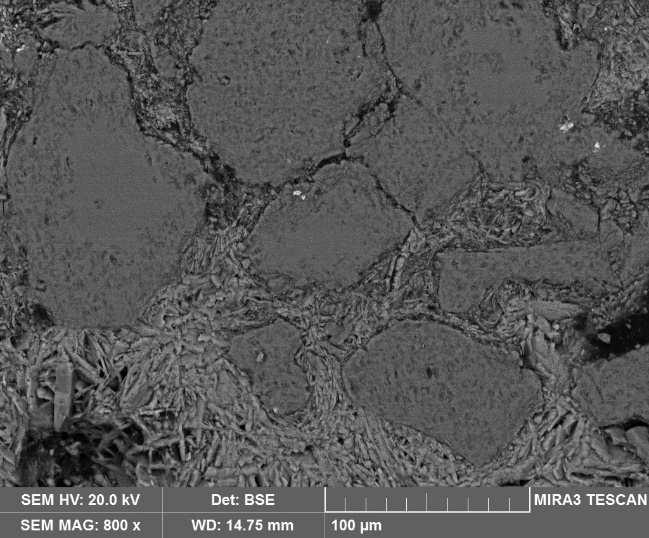 SEM HV: 20.0 kV Det: BSE MIRA3 TESCAN
SEM MAG: 800 x WD: 14.75 mm 100 µm